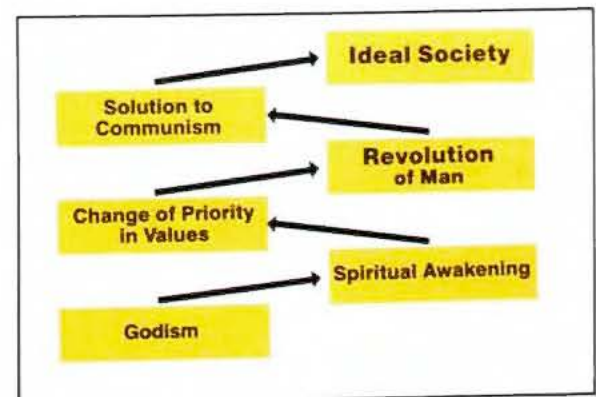 Ideal Society
Solution to
Communism
Revolution
of Man
Change of Priority
in Values
Spiritual Awakening
Godism